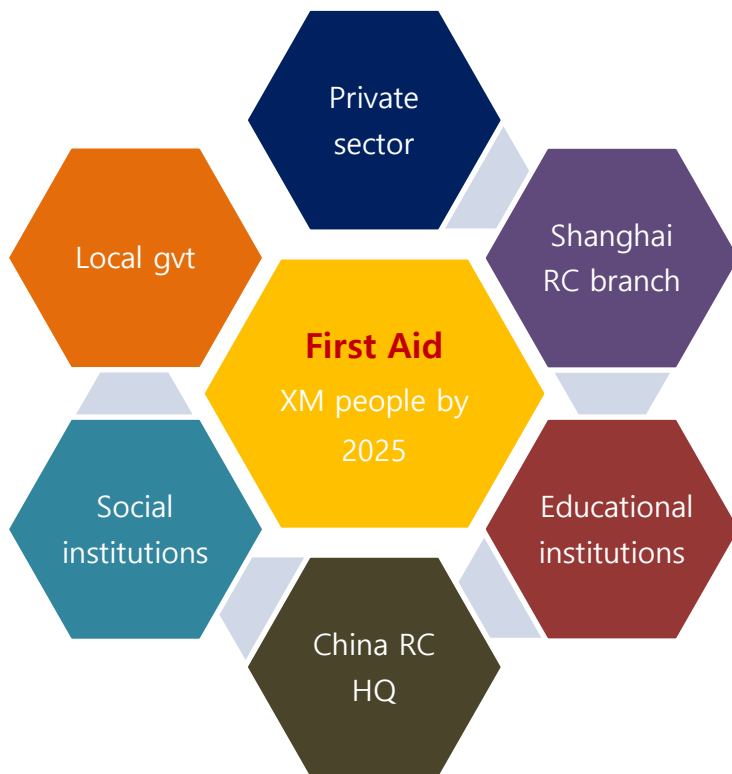 Private
sector
Shanghai
RC branch
Local gvt
First Aid
XM people by
2025
Educational
institutions
Social
institutions
China RC
HQ